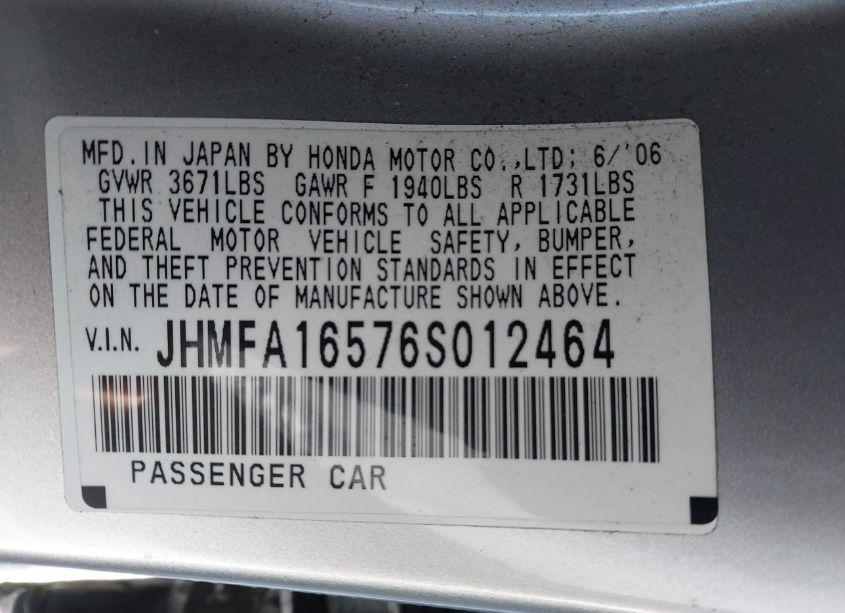 MFD. IN JAPAN BY HONDA MOTOR CO.,LTD; 6/'06
GVWR 3671LBS GAWR F 1940LBS R 1731LBS
THIS VEHICLE CONFORMS TO ALL APPLICABLE
FEDERAL MOTOR VEHICLE SAFETY, BUMPER,
AND THEFT PREVENTION STANDARDS IN EFFECT
ON THE DATE OF MANUFACTURE SHOWN ABOVE.
V.I.N. JHMFA16576S012464
PASSENGER CAR